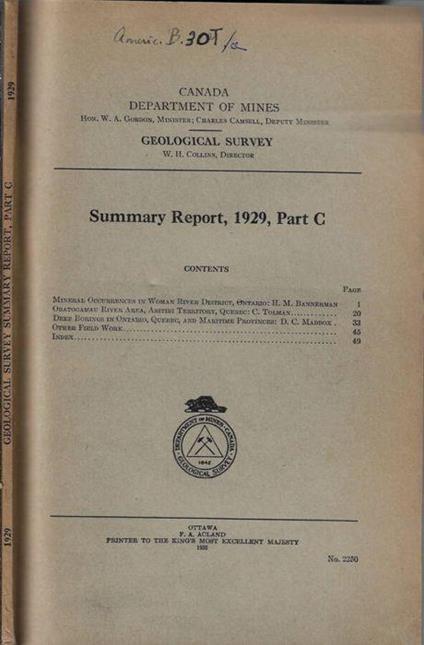 Americ. B. 30T
CANADA
DEPARTMENT OF MINES
HON. W. A. GORDON, MINISTER; CHARLES CAMSELL, DEPUTY MINISTER
GEOLOGICAL SURVEY
W. H. COLLINS, DIRECTOR
Summary Report, 1929, Part C
CONTENTS
PAGE
MINERAL OCCURRENCES IN WOMAN RIVER DISTRICT, ONTARIO: H. M. BANNERMAN 1
OBATOGAMAU RIVER AREA, ABITIBI TERRITORY, QUEBEC: C. TOLMAN............ 20
DEEP BORINGS IN ONTARIO, QUEBEC, AND MARITIME PROVINCES: D. C. MADDOX . 33
OTHER FIELD WORK.................................................... 45
INDEX................................................................ 49
DEPARTMENT OF MINES CANADA
1842
GEOLOGICAL SURVEY
OTTAWA
F. A. ACLAND
PRINTER TO THE KING'S MOST EXCELLENT MAJESTY
No. 2250
1929
GEOLOGICAL SURVEY SUMMARY REPORT, PART C
1929